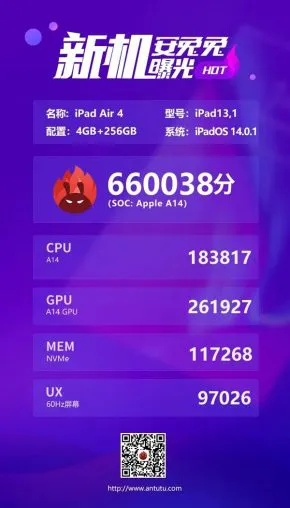 新机 安兔兔
曝光 HOT
名称: iPad Air 4 型号: iPad13,1
配置: 4GB+256GB 系统: iPadOS 14.0.1
660038分
(SOC: Apple A14)
CPU
A14
183817
GPU
A14 GPU
261927
MEM
NVMe
117268
UX
60Hz屏幕
97026
http://www.antutu.com